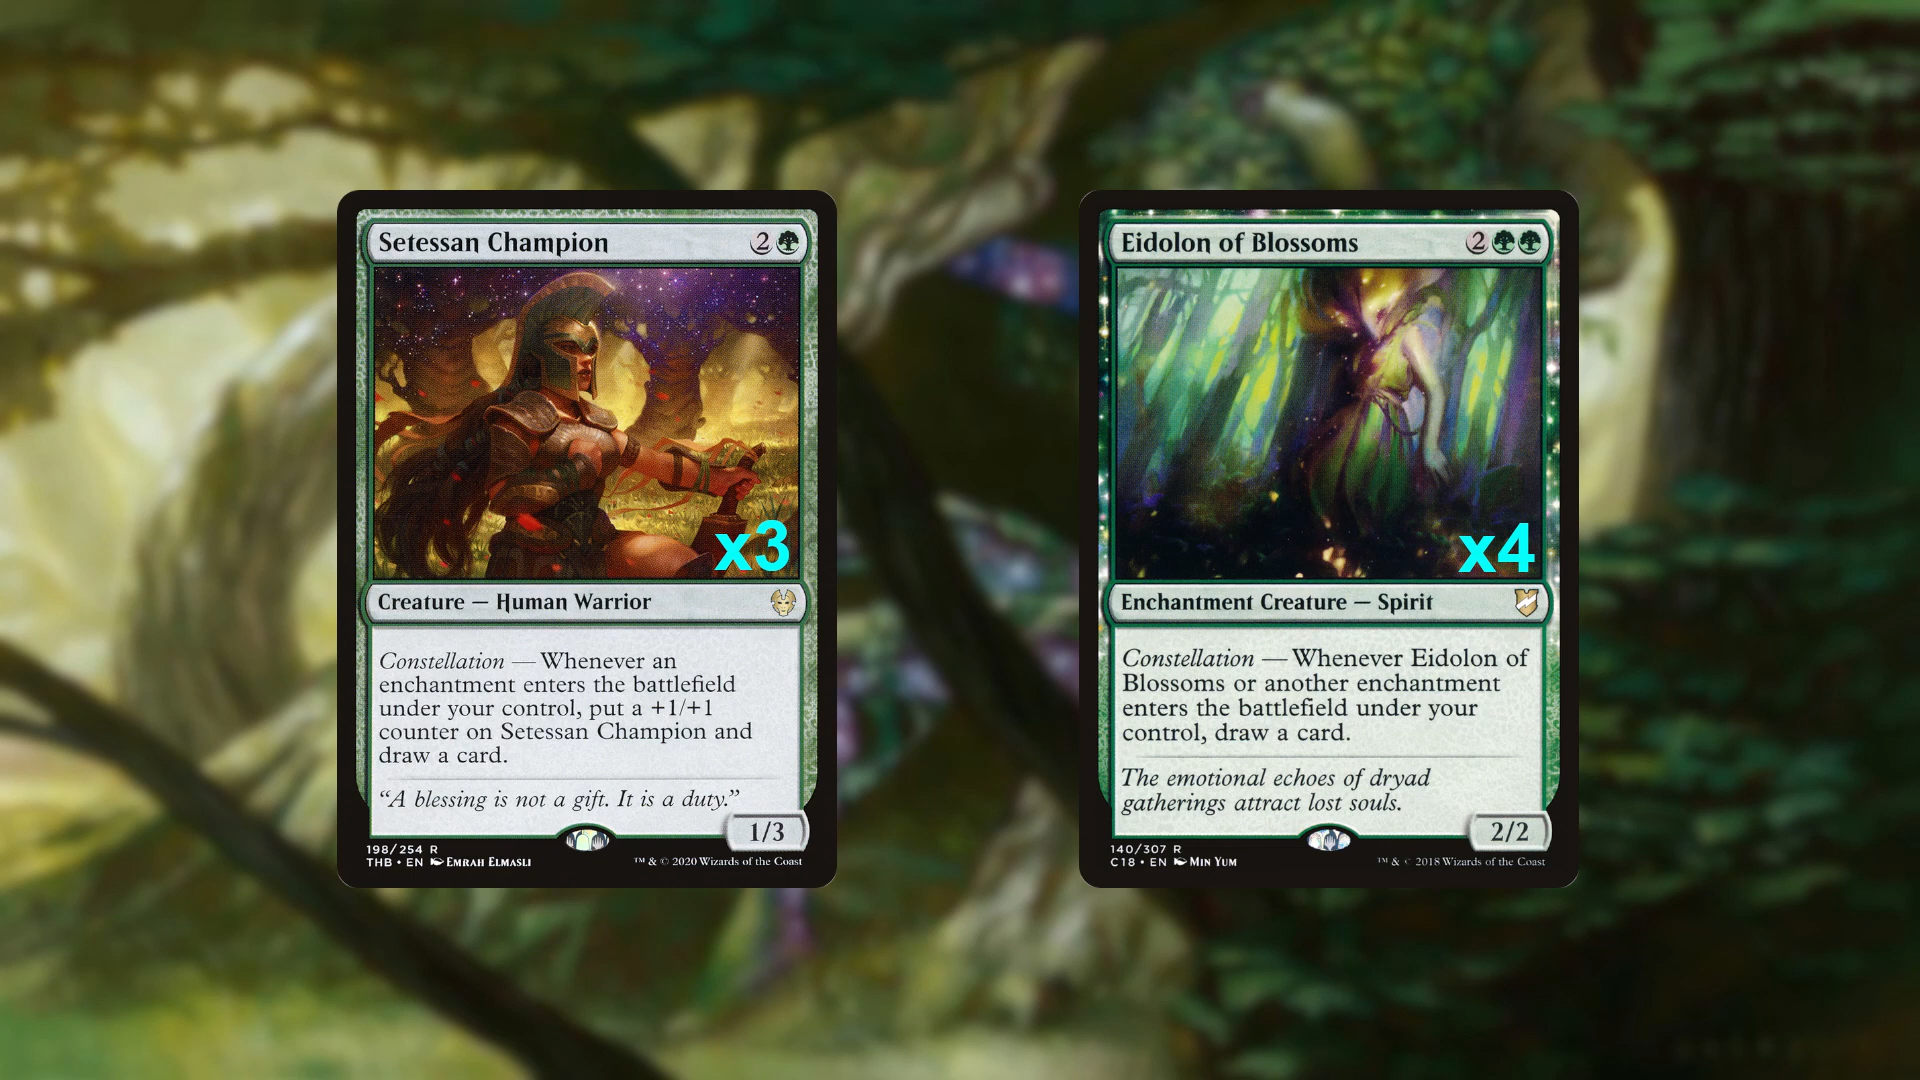 Setessan Champion
2
x3
Creature — Human Warrior
Constellation — Whenever an
enchantment enters the battlefield
under your control, put a +1/+1
counter on Setessan Champion and
draw a card.
“A blessing is not a gift. It is a duty.”
1/3
198/254 R
THB • EN Emrah Elmasli
™ & © 2020 Wizards of the Coast
Eidolon of Blossoms
2
x4
Enchantment Creature — Spirit
Constellation — Whenever Eidolon of
Blossoms or another enchantment
enters the battlefield under your
control, draw a card.
The emotional echoes of dryad
gatherings attract lost souls.
2/2
140/307 R
C18 • EN Min Yum
™ & © 2018 Wizards of the Coast